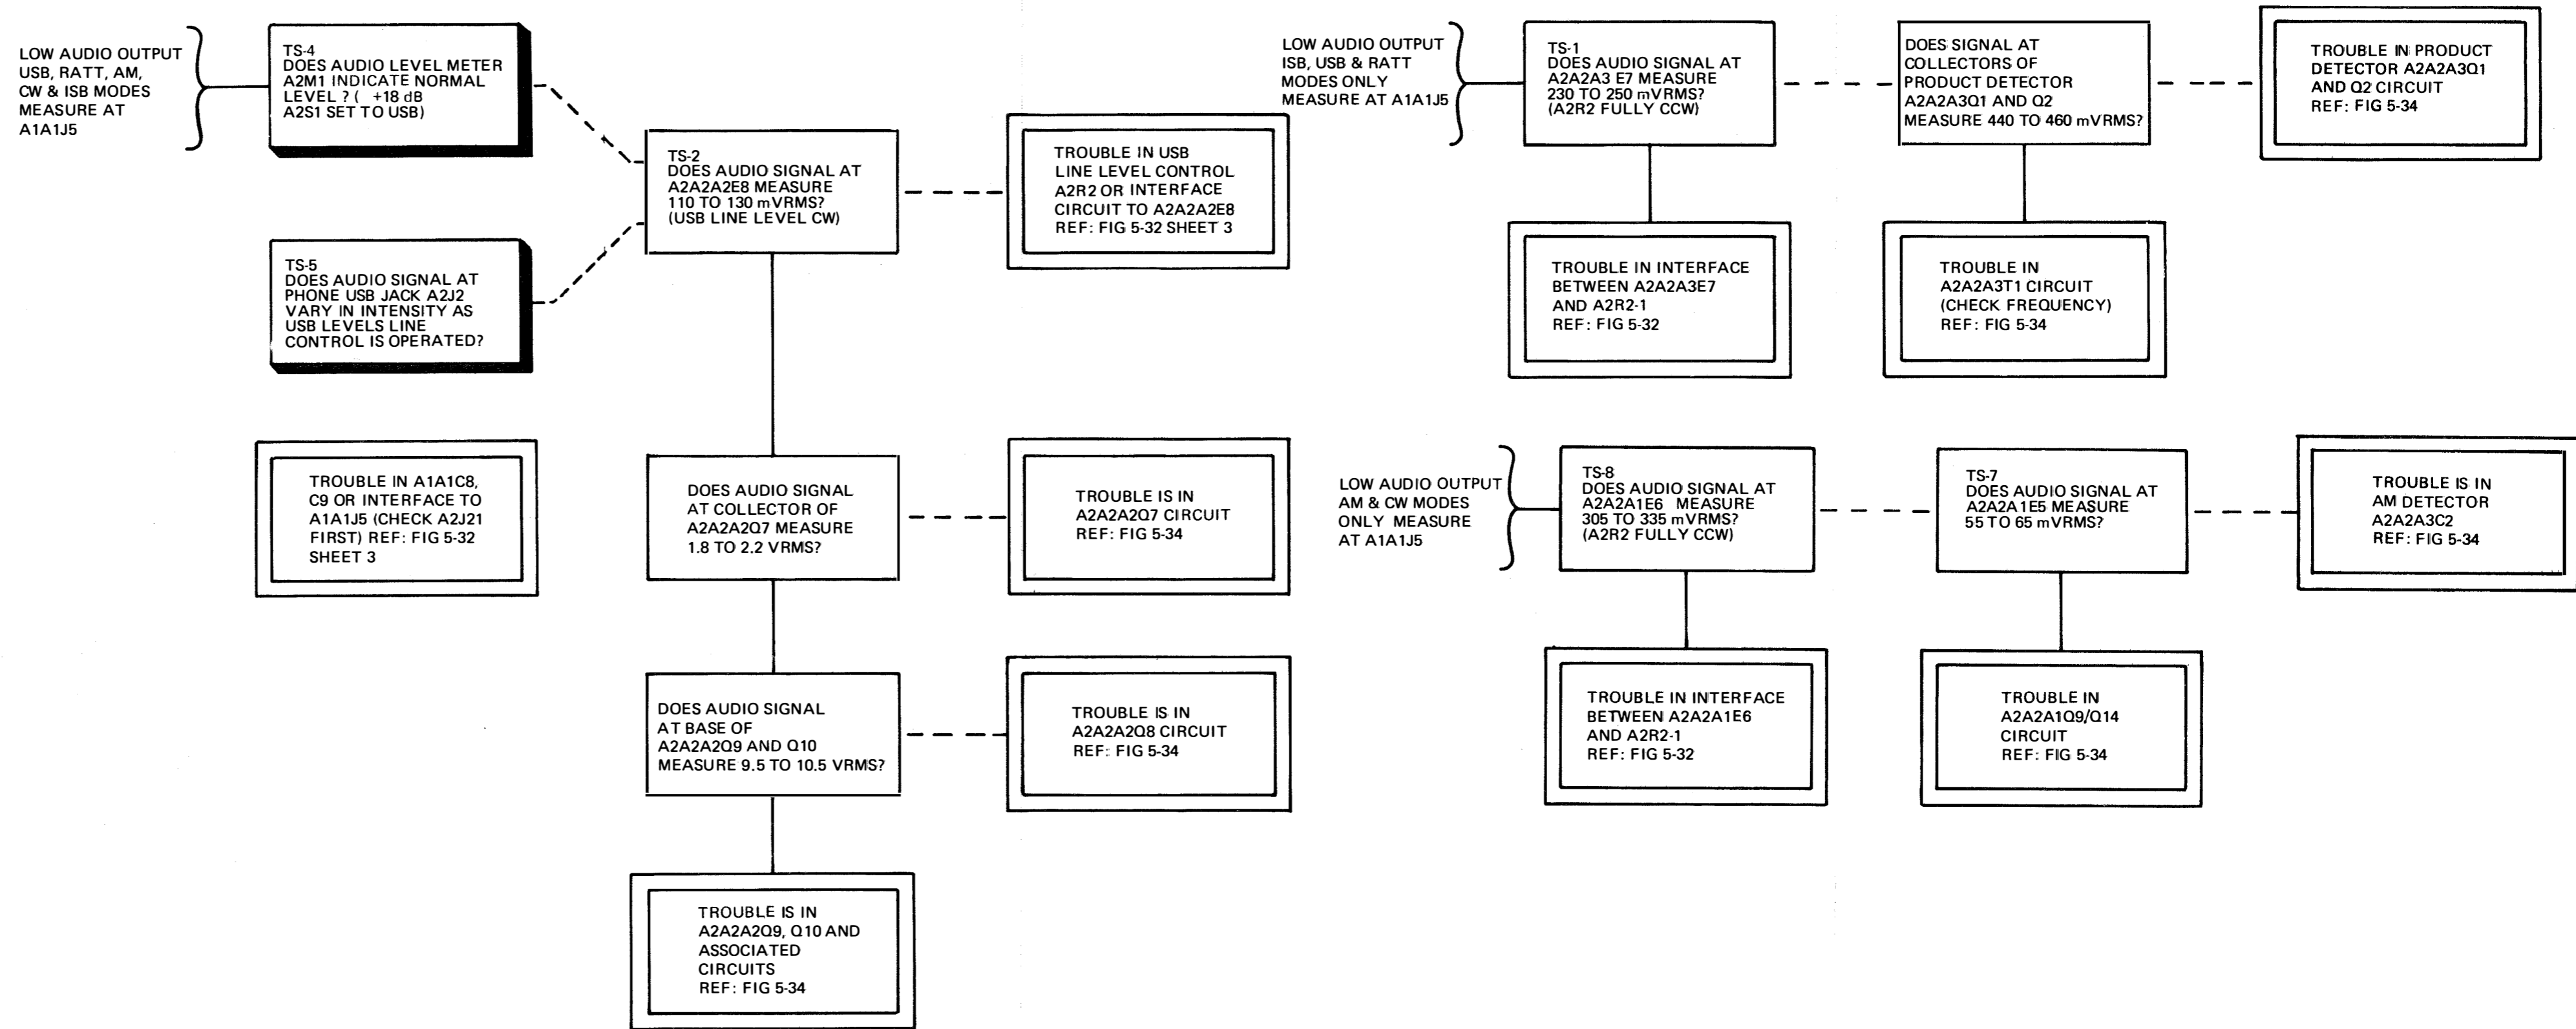 LOW AUDIO OUTPUT
USB, RATT, AM,
CW & ISB MODES
MEASURE AT
A1A1J5
TS-4
DOES AUDIO LEVEL METER
A2M1 INDICATE NORMAL
LEVEL ? ( +18 dB
A2S1 SET TO USB)
TS-5
DOES AUDIO SIGNAL AT
PHONE USB JACK A2J2
VARY IN INTENSITY AS
USB LEVELS LINE
CONTROL IS OPERATED?
TROUBLE IN A1A1C8,
C9 OR INTERFACE TO
A1A1J5 (CHECK A2J21
FIRST) REF: FIG 5-32
SHEET 3
TS-2
DOES AUDIO SIGNAL AT
A2A2A2E8 MEASURE
110 TO 130 mVRMS?
(USB LINE LEVEL CW)
TROUBLE IN USB
LINE LEVEL CONTROL
A2R2 OR INTERFACE
CIRCUIT TO A2A2A2E8
REF: FIG 5-32 SHEET 3
DOES AUDIO SIGNAL
AT COLLECTOR OF
A2A2A2Q7 MEASURE
1.8 TO 2.2 VRMS?
TROUBLE IS IN
A2A2A2Q7 CIRCUIT
REF: FIG 5-34
DOES AUDIO SIGNAL
AT BASE OF
A2A2A2Q9 AND Q10
MEASURE 9.5 TO 10.5 VRMS?
TROUBLE IS IN
A2A2A2Q8 CIRCUIT
REF: FIG 5-34
TROUBLE IS IN
A2A2A2Q9, Q10 AND
ASSOCIATED
CIRCUITS
REF: FIG 5-34
LOW AUDIO OUTPUT
ISB, USB & RATT
MODES ONLY
MEASURE AT A1A1J5
TS-1
DOES AUDIO SIGNAL AT
A2A2A3 E7 MEASURE
230 TO 250 mVRMS?
(A2R2 FULLY CCW)
DOES SIGNAL AT
COLLECTORS OF
PRODUCT DETECTOR
A2A2A3Q1 AND Q2
MEASURE 440 TO 460 mVRMS?
TROUBLE IN PRODUCT
DETECTOR A2A2A3Q1
AND Q2 CIRCUIT
REF: FIG 5-34
TROUBLE IN INTERFACE
BETWEEN A2A2A3E7
AND A2R2-1
REF: FIG 5-32
TROUBLE IN
A2A2A3T1 CIRCUIT
(CHECK FREQUENCY)
REF: FIG 5-34
LOW AUDIO OUTPUT
AM & CW MODES
ONLY MEASURE
AT A1A1J5
TS-8
DOES AUDIO SIGNAL AT
A2A2A1E6 MEASURE
305 TO 335 mVRMS?
(A2R2 FULLY CCW)
TS-7
DOES AUDIO SIGNAL AT
A2A2A1E5 MEASURE
55 TO 65 mVRMS?
TROUBLE IS IN
AM DETECTOR
A2A2A3C2
REF: FIG 5-34
TROUBLE IN INTERFACE
BETWEEN A2A2A1E6
AND A2R2-1
REF: FIG 5-32
TROUBLE IN
A2A2A1Q9/Q14
CIRCUIT
REF: FIG 5-34